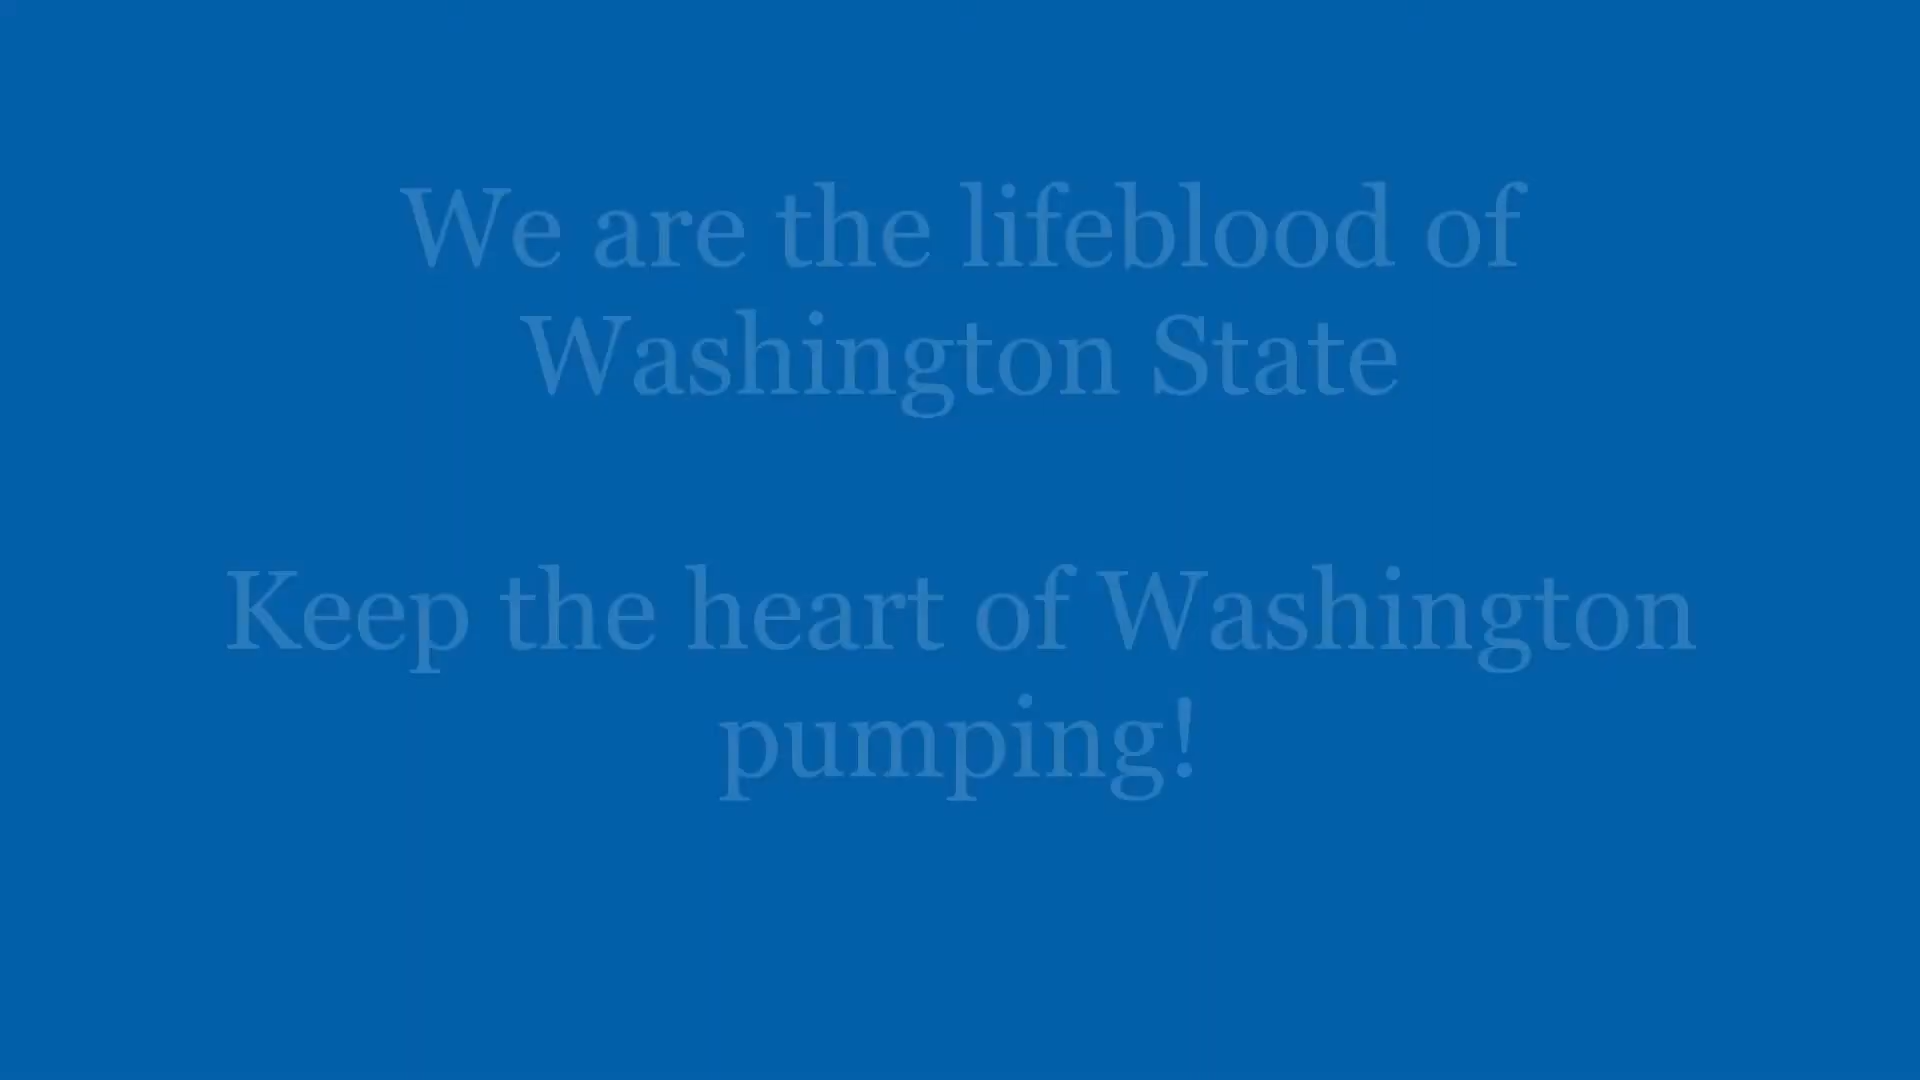 We are the lifeblood of
Washington State
Keep the heart of Washington
pumping!